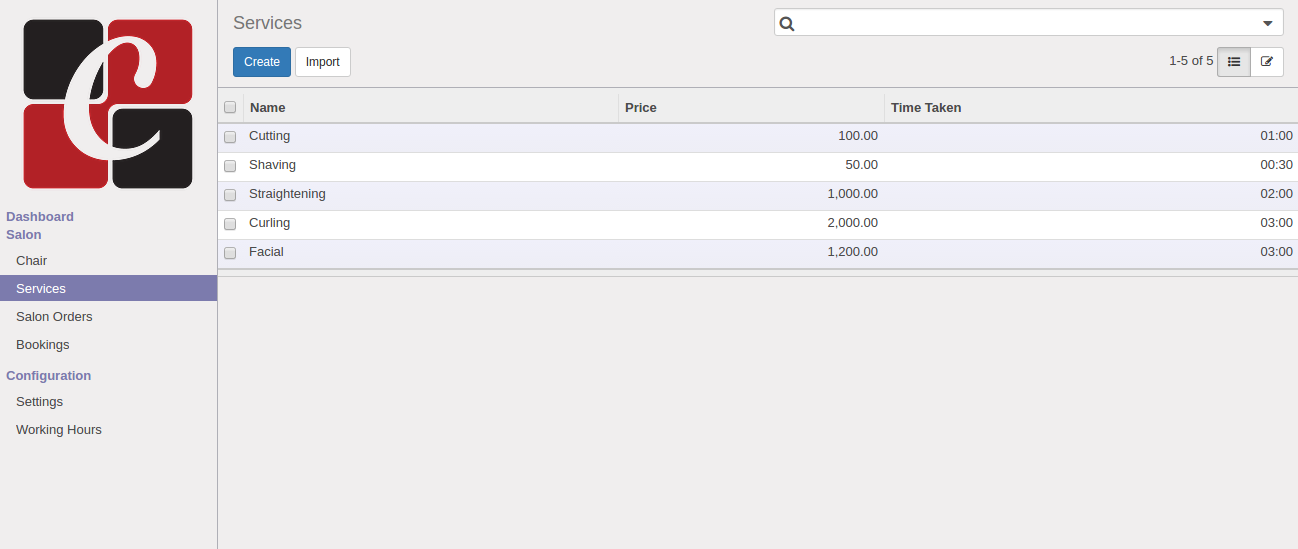 C
Dashboard
Salon
Chair
Services
Salon Orders
Bookings
Configuration
Settings
Working Hours
Services
Create Import
1-5 of 5
Name Price Time Taken
Cutting 100.00 01:00
Shaving 50.00 00:30
Straightening 1,000.00 02:00
Curling 2,000.00 03:00
Facial 1,200.00 03:00